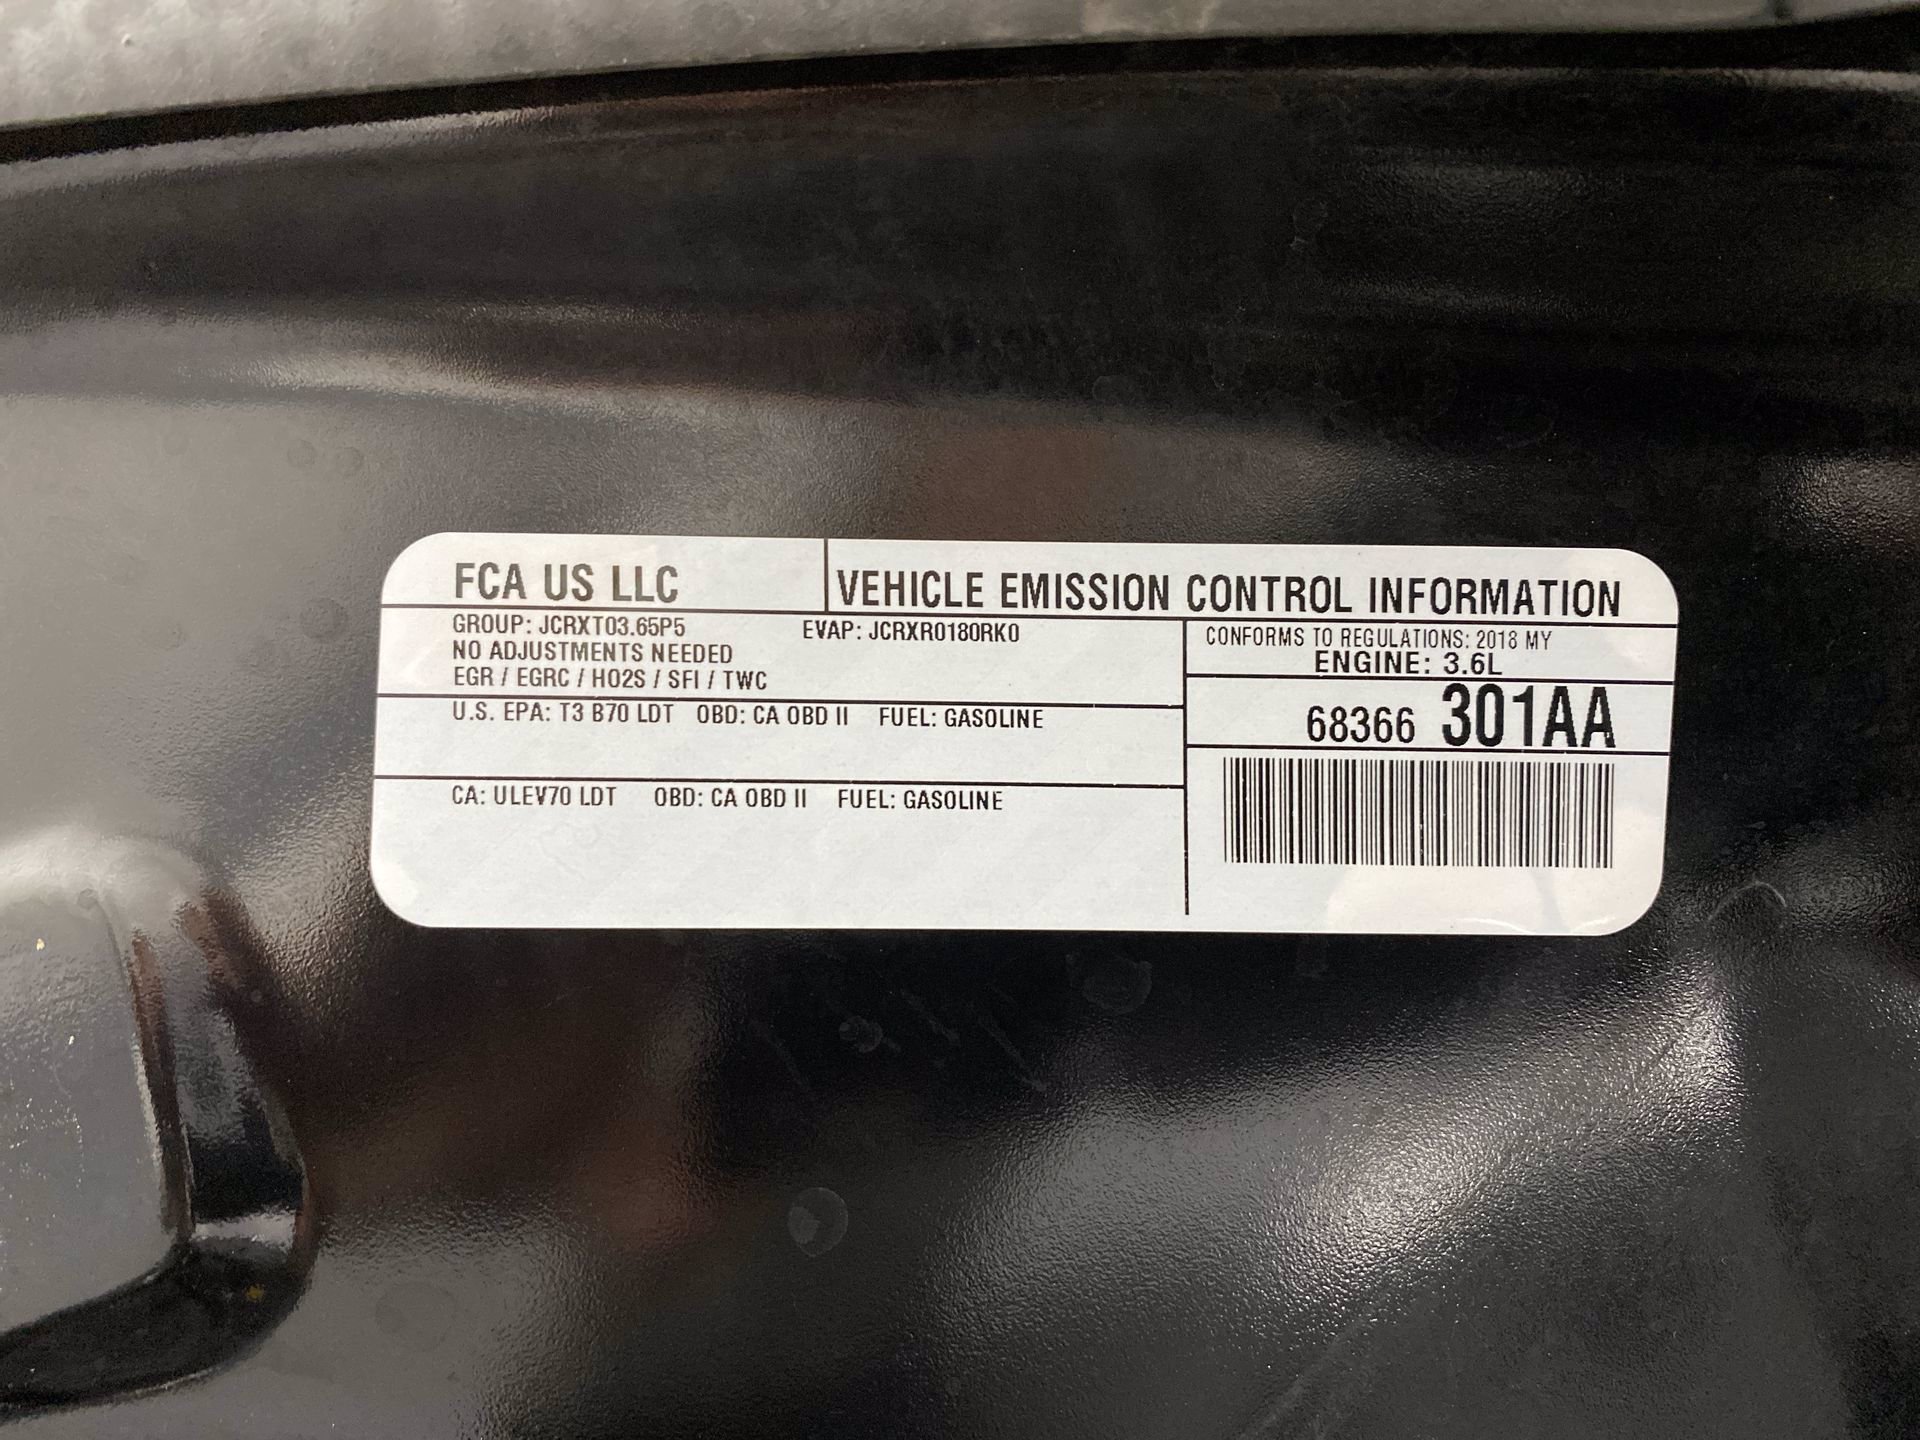 FCA US LLC
VEHICLE EMISSION CONTROL INFORMATION
GROUP: JCRXT03.65P5 EVAP: JCRXR0180RK0
NO ADJUSTMENTS NEEDED
EGR / EGRC / HO2S / SFI / TWC
CONFORMS TO REGULATIONS: 2018 MY
ENGINE: 3.6L
U.S. EPA: T3 B70 LDT OBD: CA OBD II FUEL: GASOLINE
68366 301AA
CA: ULEV70 LDT OBD: CA OBD II FUEL: GASOLINE